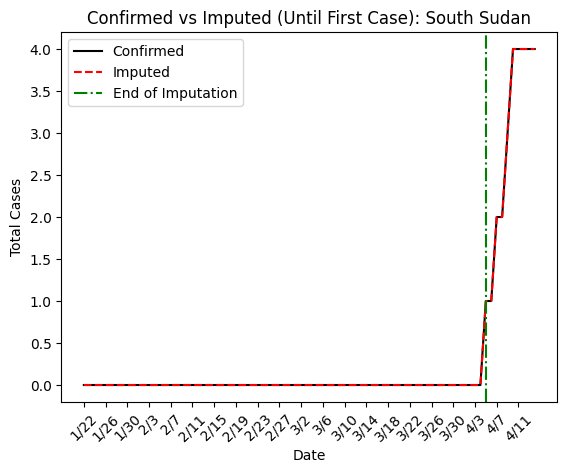 Confirmed vs Imputed (Until First Case): South Sudan
Confirmed
Imputed
End of Imputation
Total Cases
4.0
3.5
3.0
2.5
2.0
1.5
1.0
0.5
0.0
1/22 1/26 1/30 2/3 2/7 2/11 2/15 2/19 2/23 2/27 3/2 3/6 3/10 3/14 3/18 3/22 3/26 3/30 4/3 4/7 4/11
Date